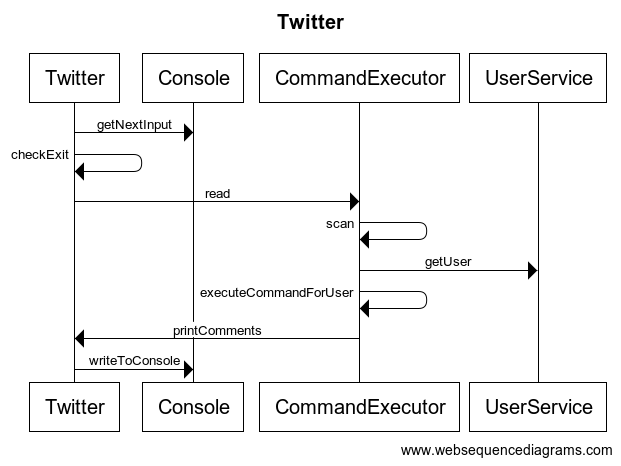 Twitter
Twitter Console CommandExecutor UserService
getNextInput
checkExit
read
scan
getUser
executeCommandForUser
printComments
writeToConsole
Twitter Console CommandExecutor UserService
www.websequencediagrams.com